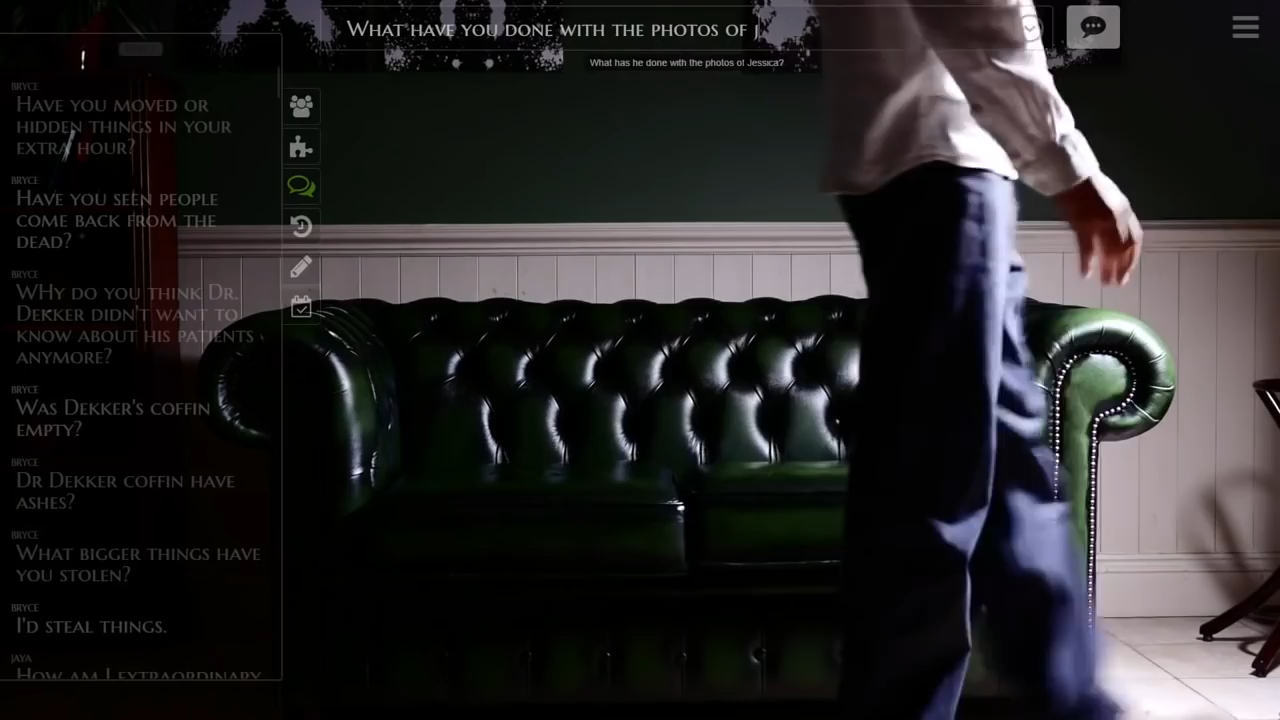 What have you done with the photos of J
What has he done with the photos of Jessica?
Bryce
Have you moved or
hidden things in your
extra hour?
Bryce
Have you seen people
come back from the
dead? *
Bryce
WHy do you think Dr.
Dekker didn't want to
know about his patients
anymore?
Bryce
Was Dekker's coffin
empty?
Bryce
Dr Dekker coffin have
ashes?
Bryce
What bigger things have
you stolen?
Bryce
I'd steal things.
Jaya
How am I extraordinary